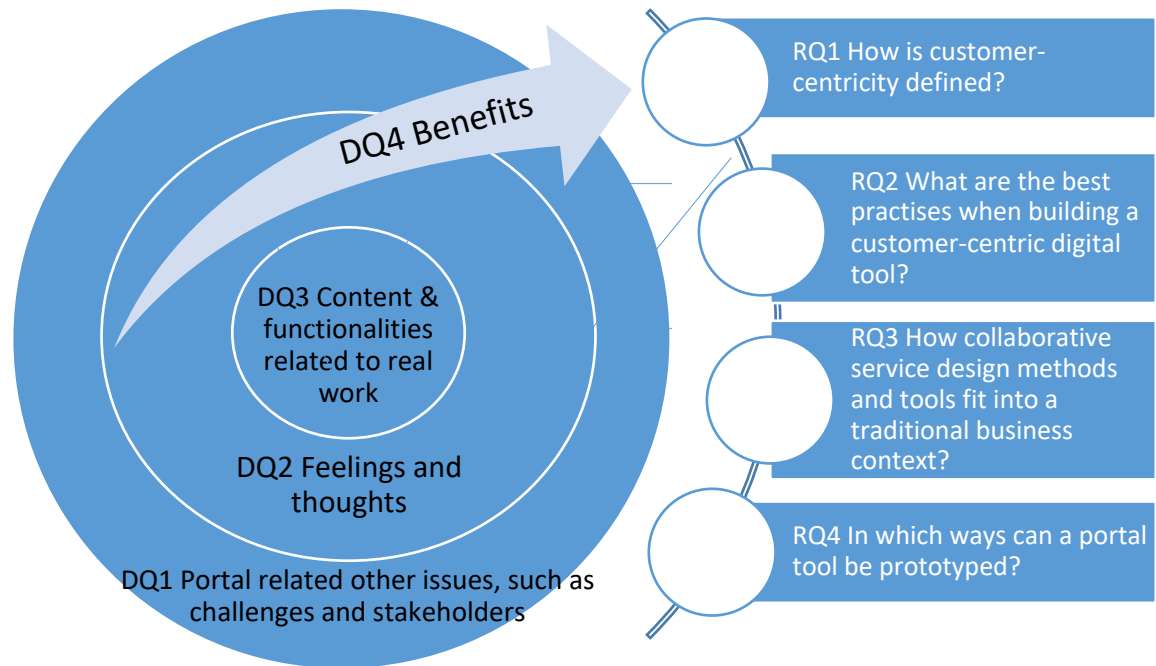 DQ4 Benefits
DQ3 Content &
functionalities
related to real
work
DQ2 Feelings and
thoughts
DQ1 Portal related other issues, such as
challenges and stakeholders
RQ1 How is customer-
centricity defined?
RQ2 What are the best
practises when building a
customer-centric digital
tool?
RQ3 How collaborative
service design methods
and tools fit into a
traditional business
context?
RQ4 In which ways can a portal
tool be prototyped?